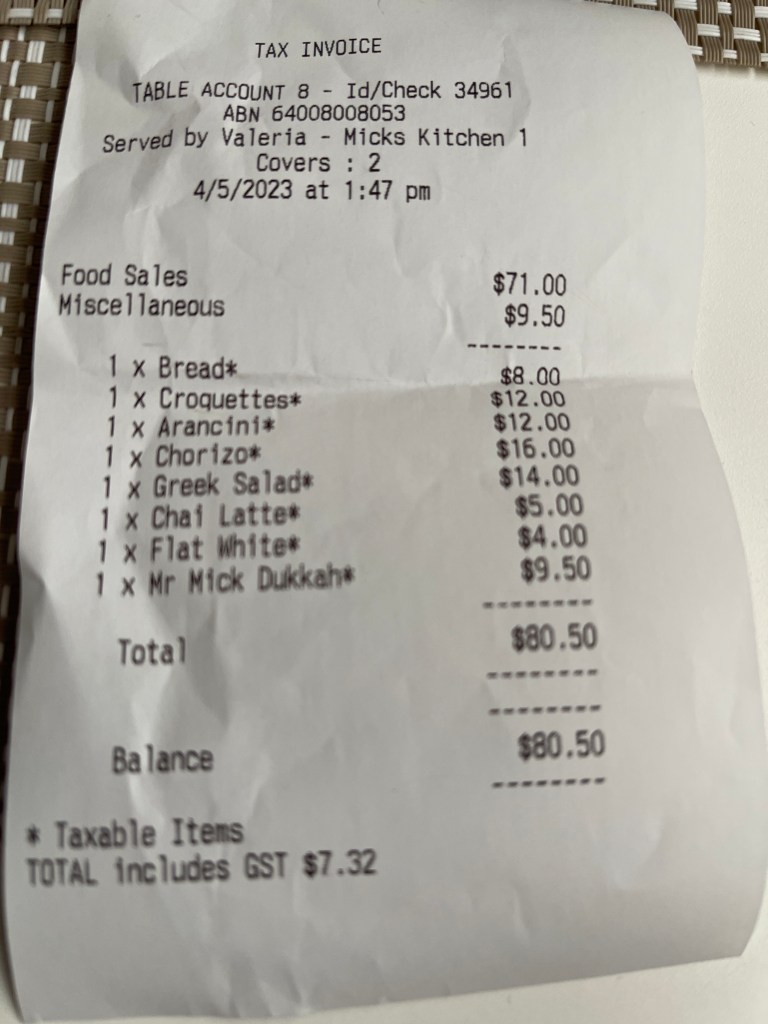 TAX INVOICE
TABLE ACCOUNT 8 - Id/Check 34961
ABN 64008008053
Served by Valeria - Micks Kitchen 1
Covers : 2
4/5/2023 at 1:47 pm
Food Sales $71.00
Miscellaneous $9.50
--------
1 x Bread* $8.00
1 x Croquettes* $12.00
1 x Arancini* $12.00
1 x Chorizo* $16.00
1 x Greek Salad* $14.00
1 x Chai Latte* $5.00
1 x Flat White* $4.00
1 x Mr Mick Dukkah* $9.50
--------
Total $80.50
--------
--------
Balance $80.50
--------
* Taxable Items
TOTAL includes GST $7.32